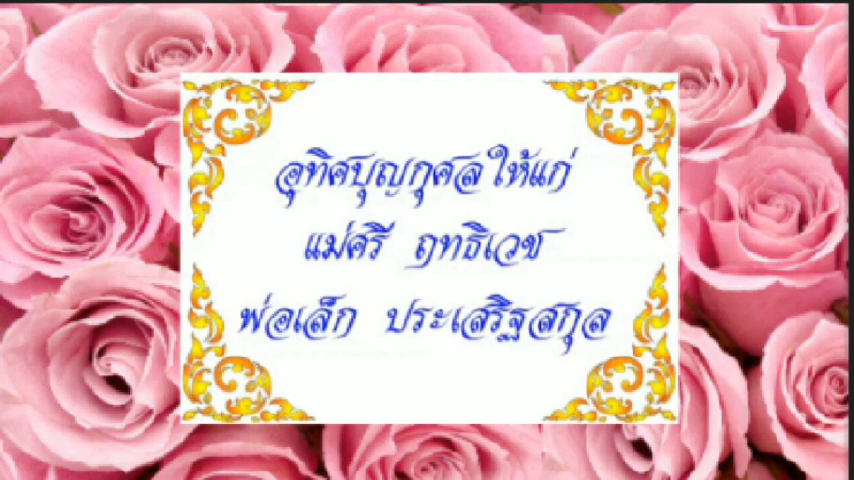 อุทิศบุญกุศลให้แก่
แม่ศรี ฤทธิเวช
พ่อเล็ก ประเสริฐสกุล